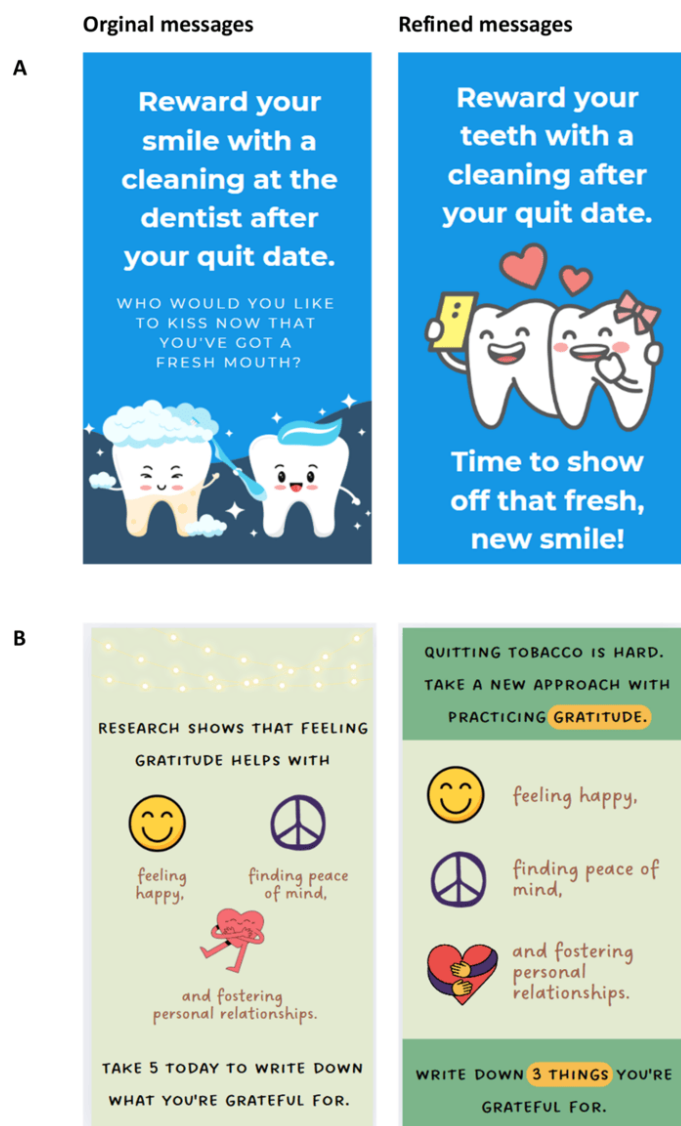 Orginal messages
Refined messages
A
Reward your
smile with a
cleaning at the
dentist after
your quit date.
WHO WOULD YOU LIKE
TO KISS NOW THAT
YOU'VE GOT A
FRESH MOUTH?
Reward your
teeth with a
cleaning after
your quit date.
Time to show
off that fresh,
new smile!
B
RESEARCH SHOWS THAT FEELING
GRATITUDE HELPS WITH
feeling
happy,
finding peace
of mind,
and fostering
personal relationships.
TAKE 5 TODAY TO WRITE DOWN
WHAT YOU'RE GRATEFUL FOR.
QUITTING TOBACCO IS HARD.
TAKE A NEW APPROACH WITH
PRACTICING GRATITUDE.
feeling happy,
finding peace of
mind,
and fostering
personal
relationships.
WRITE DOWN 3 THINGS YOU'RE
GRATEFUL FOR.